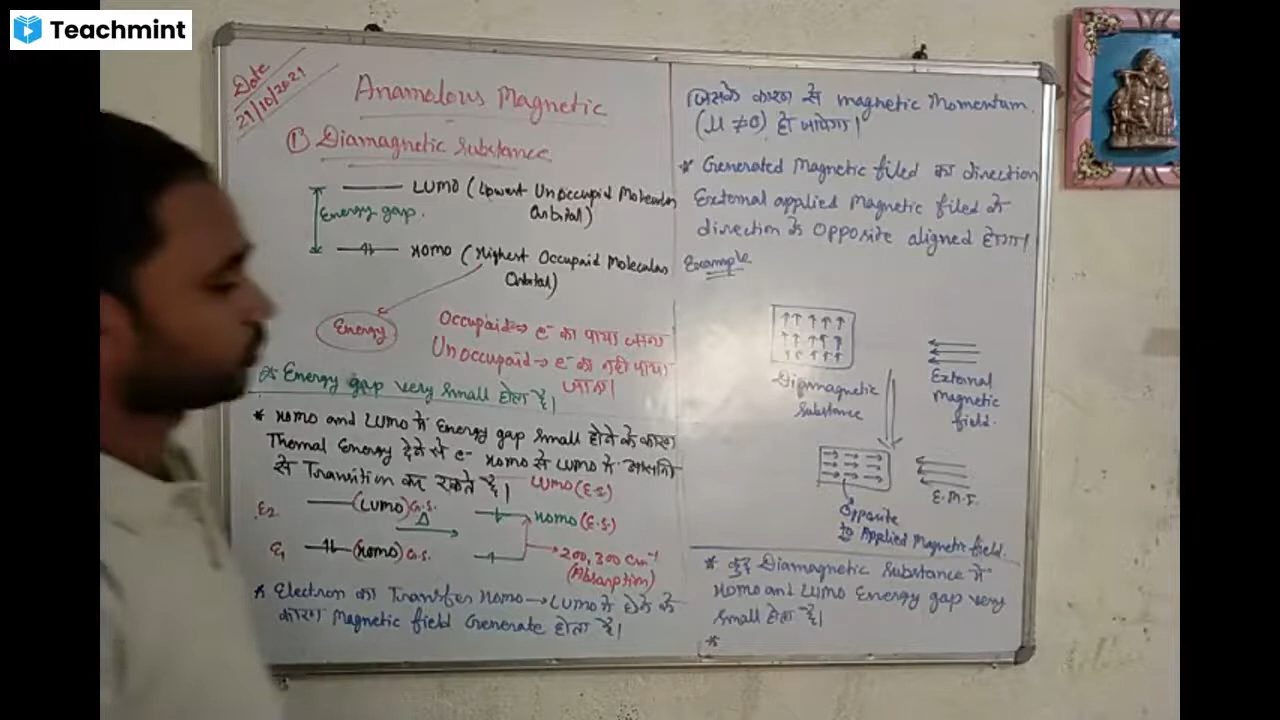 Teachmint
Date
21/10/2021
Anamolous Magnetic
① Diamagnetic Substance
LUMO (Lowest Unoccupid Molecular
Orbital)
Energy gap.
HOMO (Highest Occupaid Molecular
Orbital)
Energy
Occupaid → e⁻ का पाया जाना
Unoccupaid → e⁻ का नही पाया
जाना।
* Energy gap very small होता है।
* HOMO and LUMO में Energy gap small होने के कारण
Thermal Energy देने से e⁻ HOMO से LUMO में आसानी
से Transition कर सकते है।
LUMO (E.S.)
E₂ (LUMO) G.S.
Δ
HOMO (E.S.)
E₁ (HOMO) G.S.
200,300 cm⁻¹
(Absorption)
* Electron का Transfer HOMO → LUMO में होने के
कारण Magnetic field Generate होता है।
जिसके कारण से magnetic Momentam
(μ ≠ 0) हो जायेगा।
* Generated Magnetic filed का direction
External applied Magnetic filed के
direction के Opposite aligned होगा।
Example
Diamagnetic
Substance
External
Magnetic
field.
E.M.F.
Opposite
to Applied Magnetic field.
* कुछ Diamagnetic Substance में
HOMO and LUMO Energy gap very
Small होता है।
*